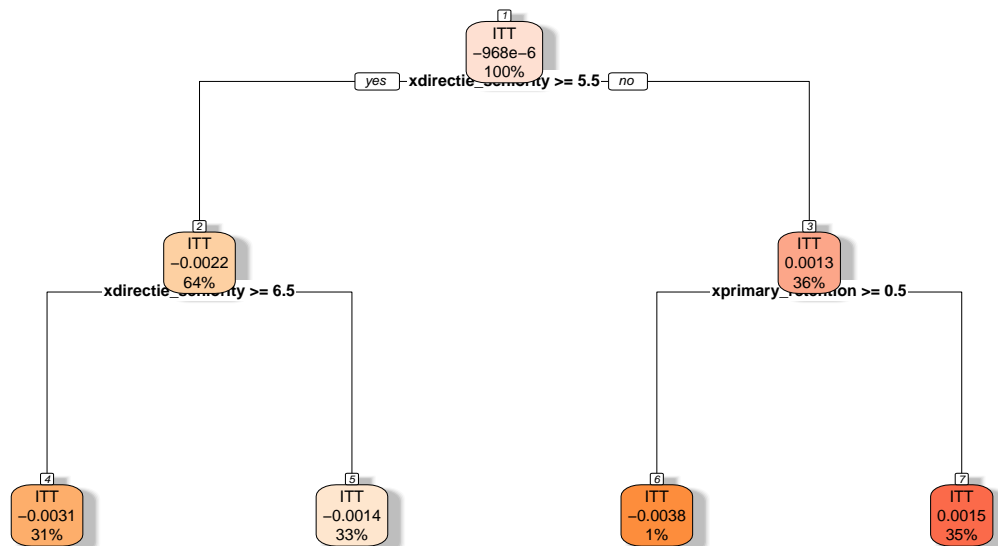 1
ITT
−968e−6
100%
yes xdirectie_seniority >= 5.5 no
2
ITT
−0.0022
64%
3
ITT
0.0013
36%
xdirectie_seniority >= 6.5
xprimary_retention >= 0.5
4
ITT
−0.0031
31%
5
ITT
−0.0014
33%
6
ITT
−0.0038
1%
7
ITT
0.0015
35%